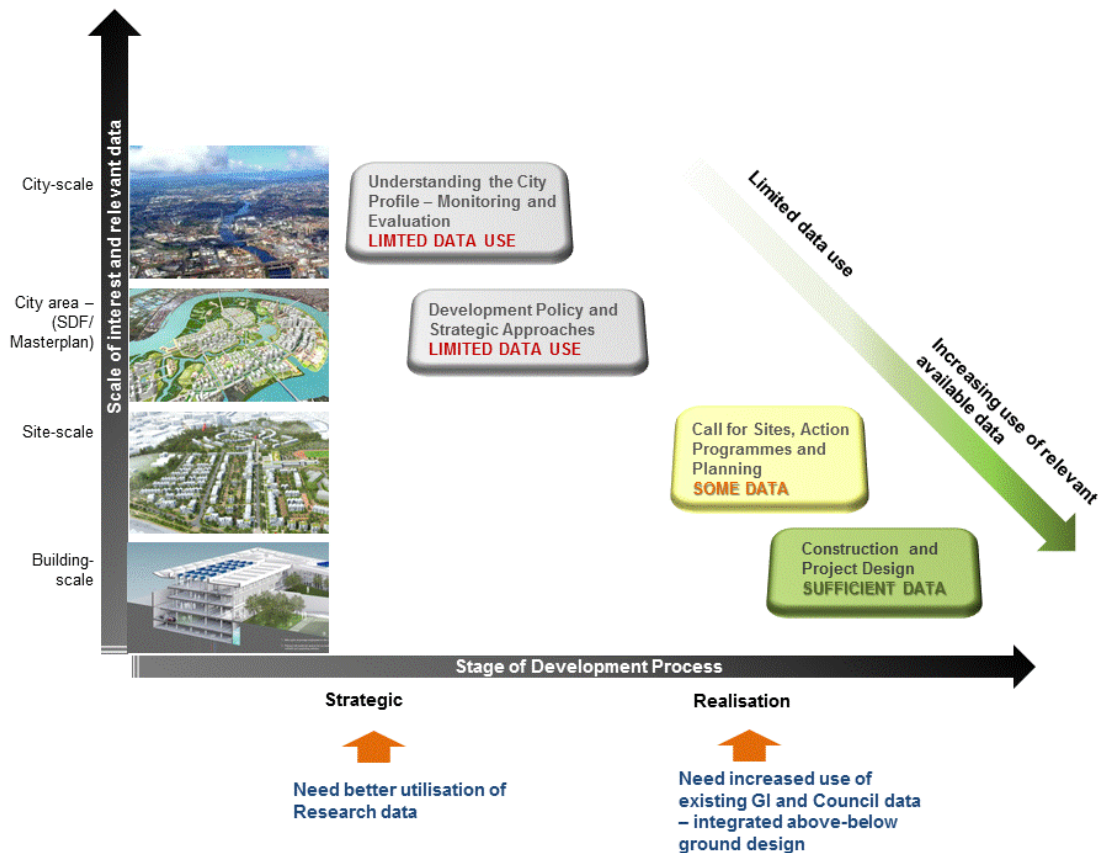 Scale of interest and relevant data
City-scale
Understanding the City
Profile – Monitoring and
Evaluation
LIMTED DATA USE
City area –
(SDF/
Masterplan)
Development Policy and
Strategic Approaches
LIMITED DATA USE
Site-scale
Call for Sites, Action
Programmes and
Planning
SOME DATA
Building-
scale
Construction and
Project Design
SUFFICIENT DATA
Limited data use
Increasing use of relevant
available data
Stage of Development Process
Strategic
Realisation
Need better utilisation of
Research data
Need increased use of
existing GI and Council data
– integrated above-below
ground design